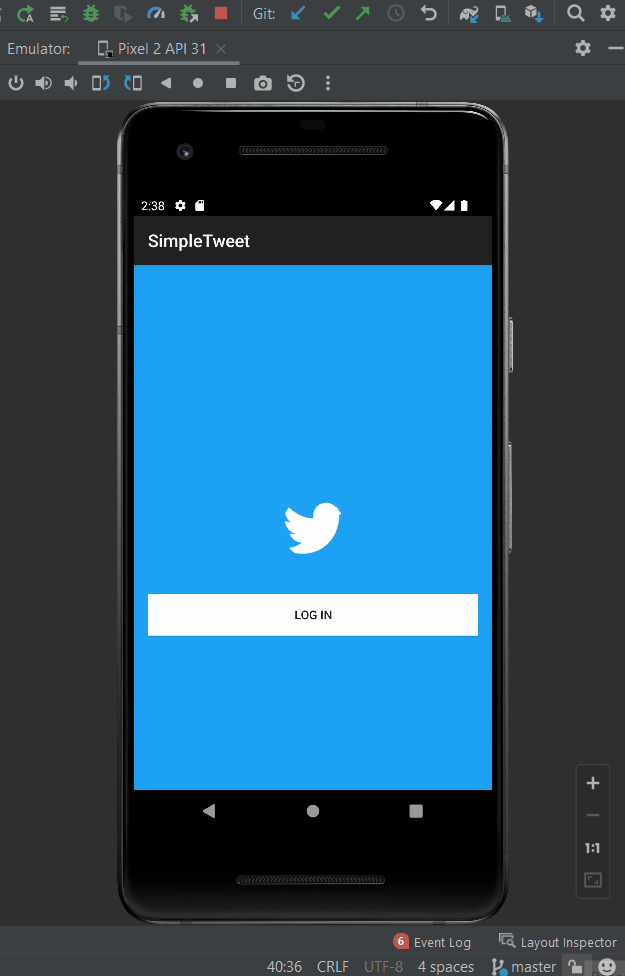 Git:
Emulator: Pixel 2 API 31
2:38
SimpleTweet
LOG IN
1:1
6 Event Log Layout Inspector
40:36 CRLF UTF-8 4 spaces master